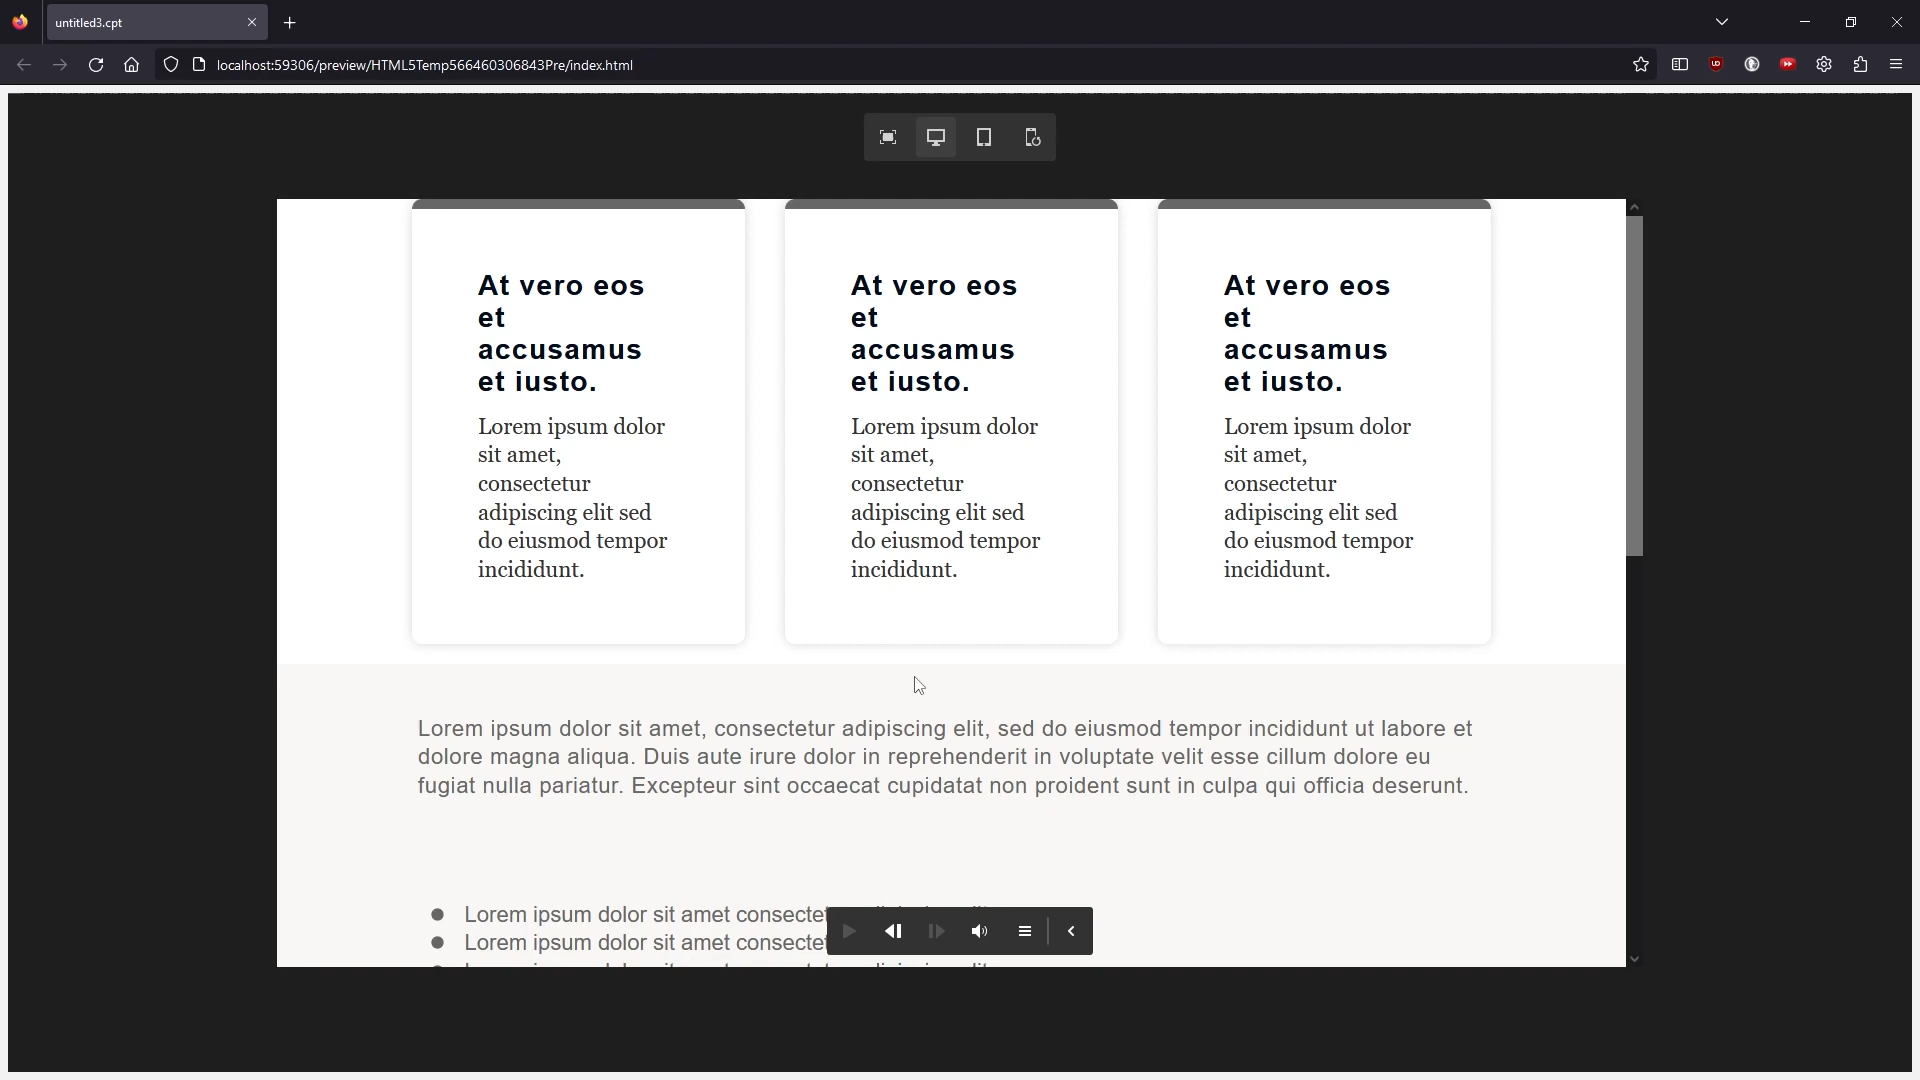 untitled3.cpt
localhost:59306/preview/HTML5Temp566460306843Pre/index.html
At vero eos
et
accusamus
et iusto.
Lorem ipsum dolor
sit amet,
consectetur
adipiscing elit sed
do eiusmod tempor
incididunt.
At vero eos
et
accusamus
et iusto.
Lorem ipsum dolor
sit amet,
consectetur
adipiscing elit sed
do eiusmod tempor
incididunt.
At vero eos
et
accusamus
et iusto.
Lorem ipsum dolor
sit amet,
consectetur
adipiscing elit sed
do eiusmod tempor
incididunt.
Lorem ipsum dolor sit amet, consectetur adipiscing elit, sed do eiusmod tempor incididunt ut labore et
dolore magna aliqua. Duis aute irure dolor in reprehenderit in voluptate velit esse cillum dolore eu
fugiat nulla pariatur. Excepteur sint occaecat cupidatat non proident sunt in culpa qui officia deserunt.
Lorem ipsum dolor sit amet
Lorem ipsum dolor sit amet